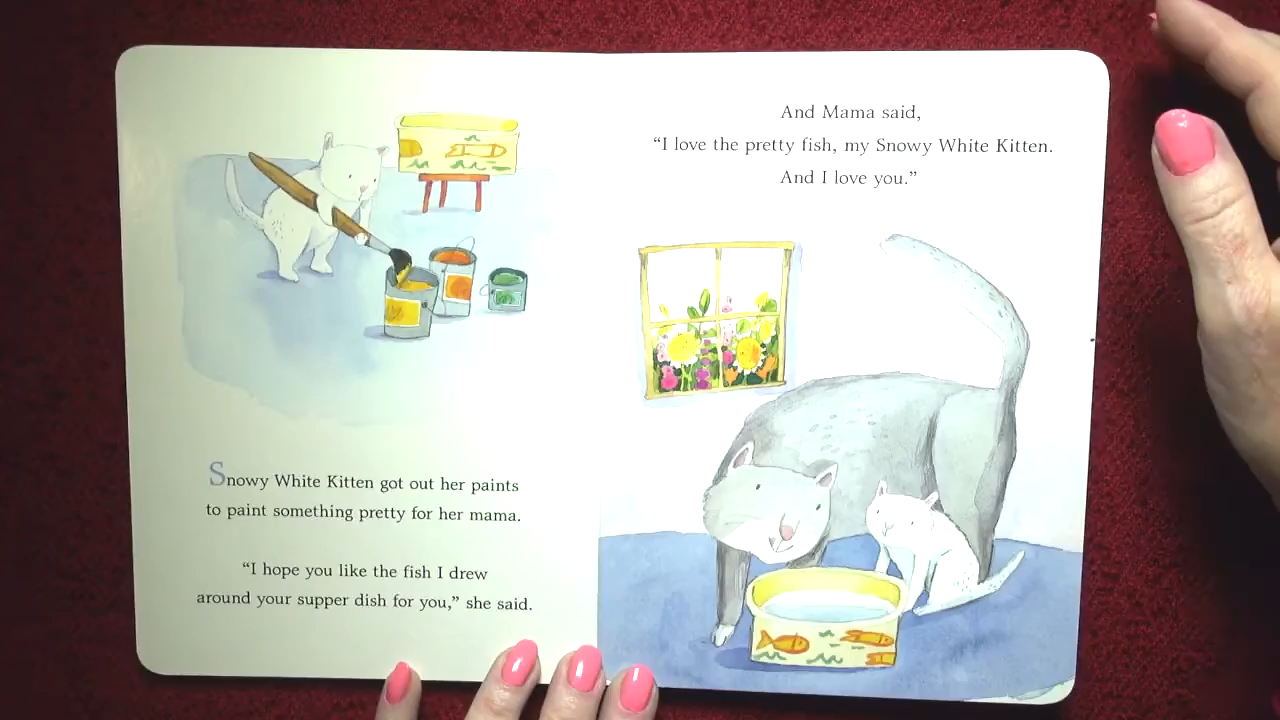 Snowy White Kitten got out her paints
to paint something pretty for her mama.
“I hope you like the fish I drew
around your supper dish for you,” she said.
And Mama said,
“I love the pretty fish, my Snowy White Kitten.
And I love you.”